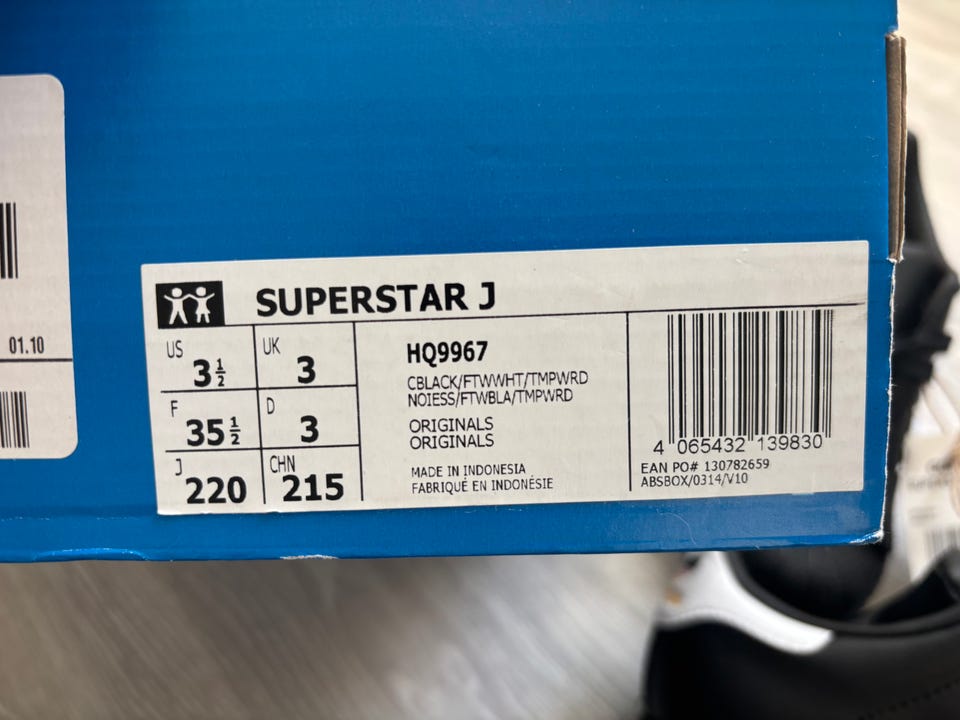 01.10
SUPERSTAR J
US 3½
UK 3
F 35½
D 3
J 220
CHN 215
HQ9967
CBLACK/FTWWHT/TMPWRD
NOIESS/FTWBLA/TMPWRD
ORIGINALS
ORIGINALS
MADE IN INDONESIA
FABRIQUÉ EN INDONÉSIE
4 065432 139830
EAN PO# 130782659
ABSBOX/0314/V10